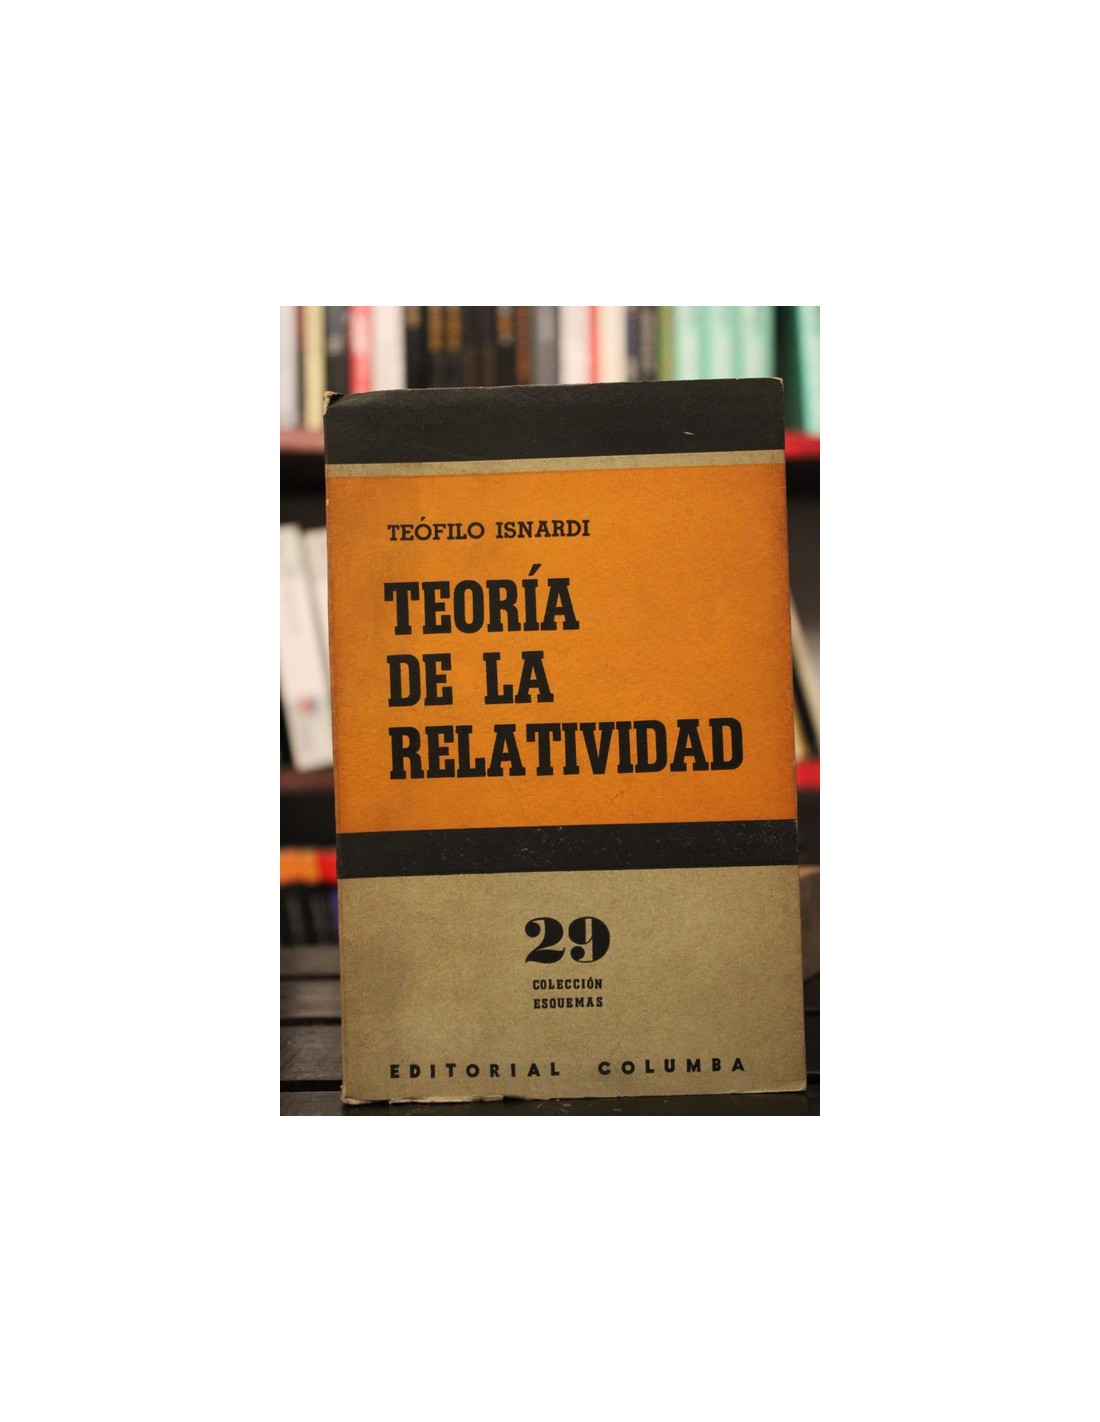 TEÓFILO ISNARDI
TEORÍA
DE LA
RELATIVIDAD
29
COLECCIÓN
ESQUEMAS
EDITORIAL COLUMBA